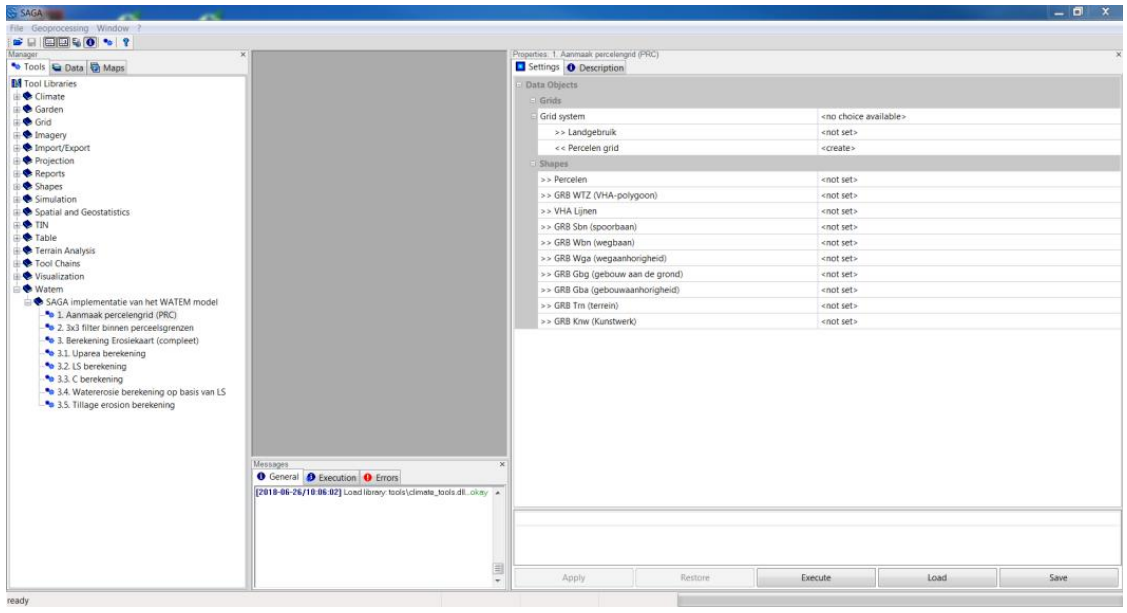 SAGA
File Geoprocessing Window ?
Manager
Tools Data Maps
Tool Libraries
Climate
Garden
Grid
Imagery
Import/Export
Projection
Reports
Shapes
Simulation
Spatial and Geostatistics
TIN
Table
Terrain Analysis
Tool Chains
Visualization
Watem
SAGA implementatie van het WATEM model
1. Aanmaak percelengrid (PRC)
2. 3x3 filter binnen perceelsgrenzen
3. Berekening Erosiekaart (compleet)
3.1. Uparea berekening
3.2. LS berekening
3.3. C berekening
3.4. Watererosie berekening op basis van LS
3.5. Tillage erosion berekening
Messages
General Execution Errors
[2018-06-26/10:06:02] Load library: tools\climate_tools.dll...okay
Properties: 1. Aanmaak percelengrid (PRC)
Settings Description
Data Objects
Grids
Grid system <no choice available>
>> Landgebruik <not set>
<< Percelen grid <create>
Shapes
>> Percelen <not set>
>> GRB WTZ (VHA-polygoon) <not set>
>> VHA Lijnen <not set>
>> GRB Sbn (spoorbaan) <not set>
>> GRB Wbn (wegbaan) <not set>
>> GRB Wga (wegaanhorigheid) <not set>
>> GRB Gbg (gebouw aan de grond) <not set>
>> GRB Gba (gebouwaanhorigheid) <not set>
>> GRB Trn (terrein) <not set>
>> GRB Knw (Kunstwerk) <not set>
Apply Restore Execute Load Save
ready